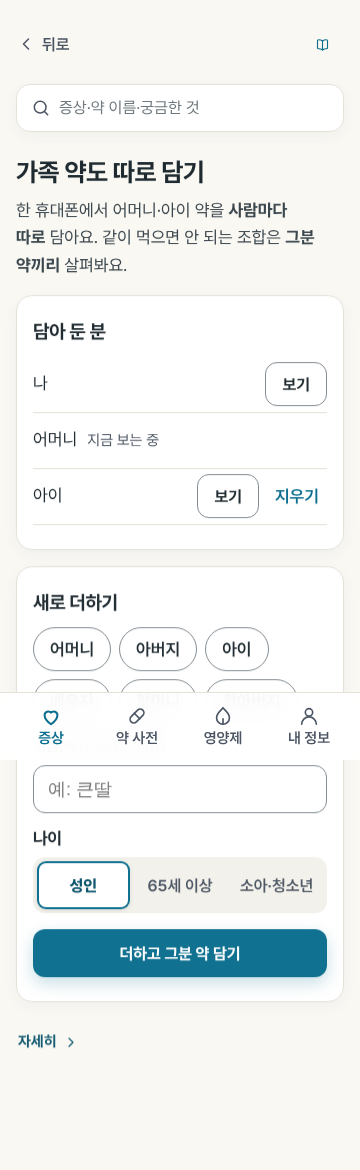 뒤로
증상·약 이름·궁금한 것
가족 약도 따로 담기
한 휴대폰에서 어머니·아이 약을 사람마다
따로 담아요. 같이 먹으면 안 되는 조합은 그분
약끼리 살펴봐요.
담아 둔 분
나 보기
어머니 지금 보는 중
아이 보기 지우기
새로 더하기
어머니 아버지 아이
증상 약 사전 영양제 내 정보
예: 큰딸
나이
성인 65세 이상 소아·청소년
더하고 그분 약 담기
자세히